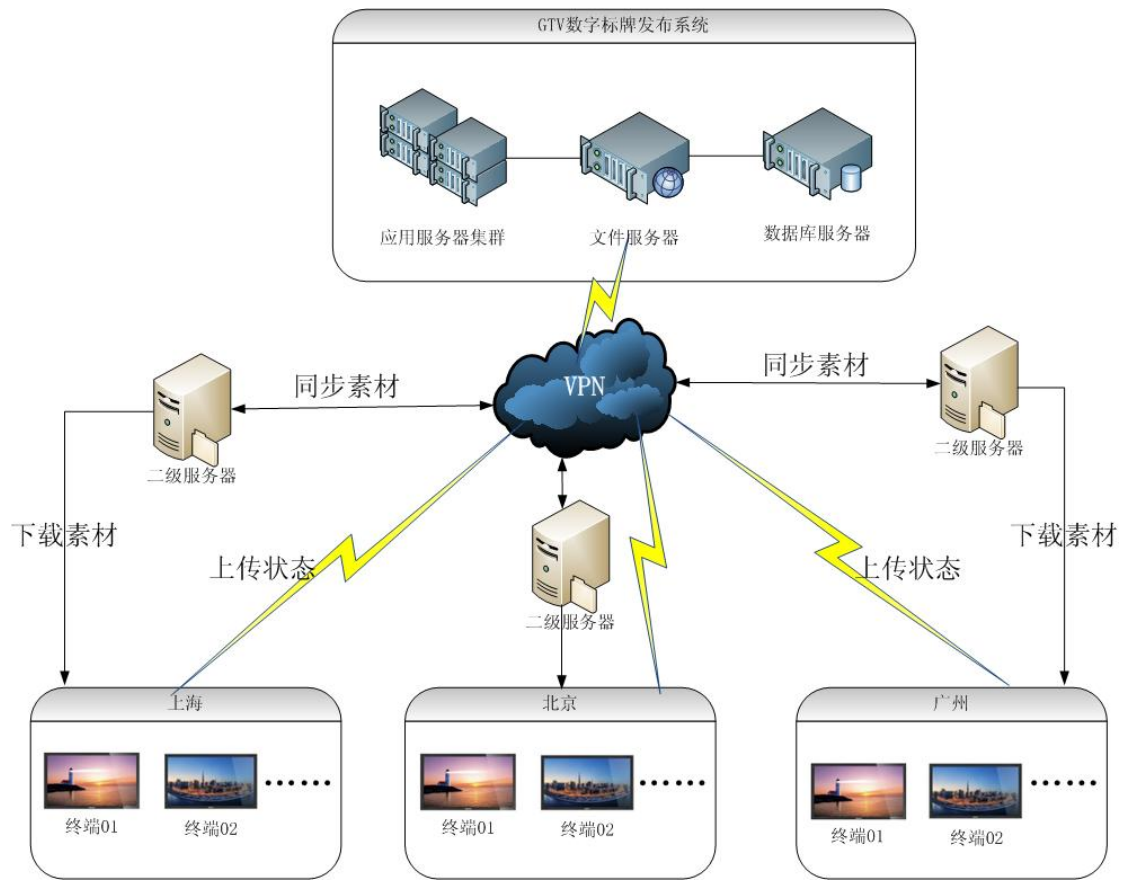 GTV数字标牌发布系统
应用服务器集群
文件服务器
数据库服务器
VPN
同步素材
同步素材
二级服务器
二级服务器
二级服务器
下载素材
下载素材
上传状态
上传状态
上海
终端01
终端02
······
北京
终端01
终端02
······
广州
终端01
终端02
······